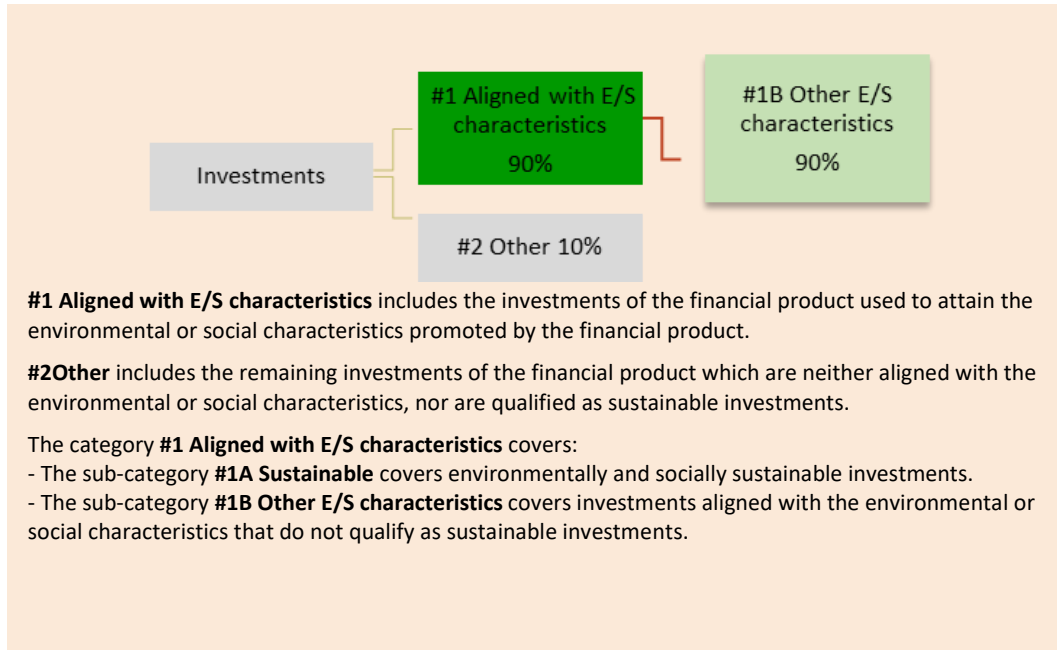 #1 Aligned with E/S
characteristics
90%
#1B Other E/S
characteristics
90%
Investments
#2 Other 10%
#1 Aligned with E/S characteristics includes the investments of the financial product used to attain the
environmental or social characteristics promoted by the financial product.
#2Other includes the remaining investments of the financial product which are neither aligned with the
environmental or social characteristics, nor are qualified as sustainable investments.
The category #1 Aligned with E/S characteristics covers:
- The sub-category #1A Sustainable covers environmentally and socially sustainable investments.
- The sub-category #1B Other E/S characteristics covers investments aligned with the environmental or
social characteristics that do not qualify as sustainable investments.